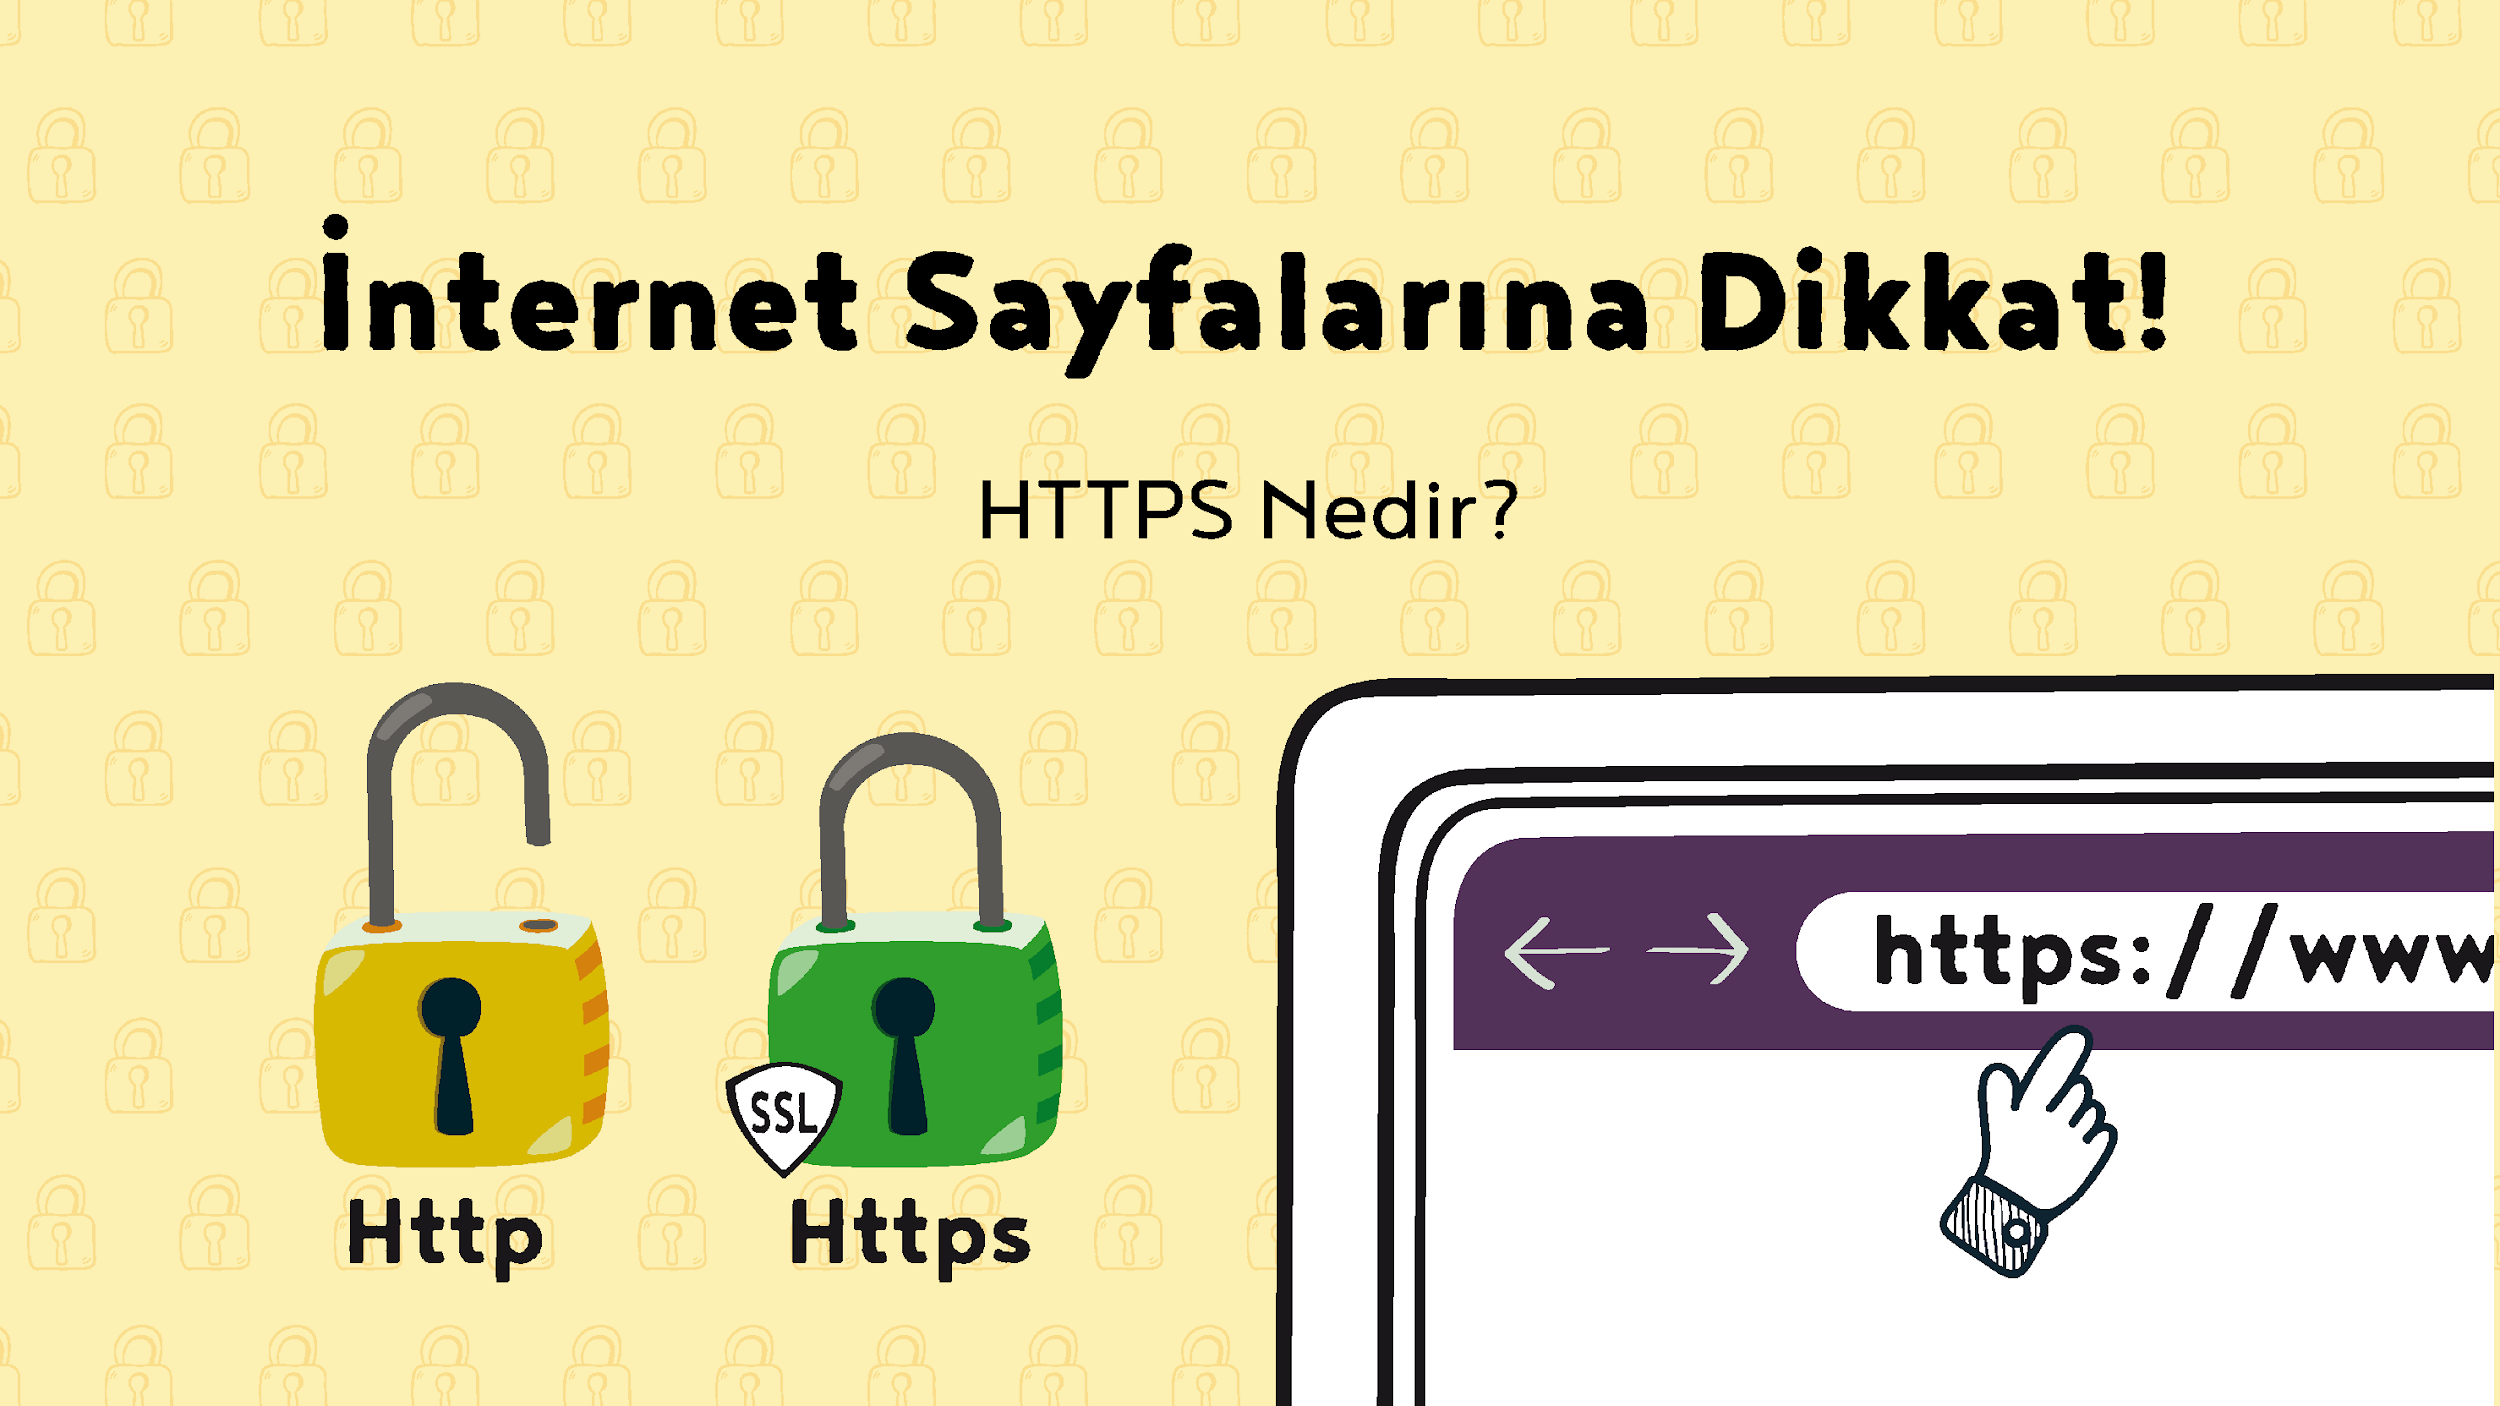 İnternet Sayfalarına Dikkat!
HTTPS Nedir?
https://www
SSL
Http
Https